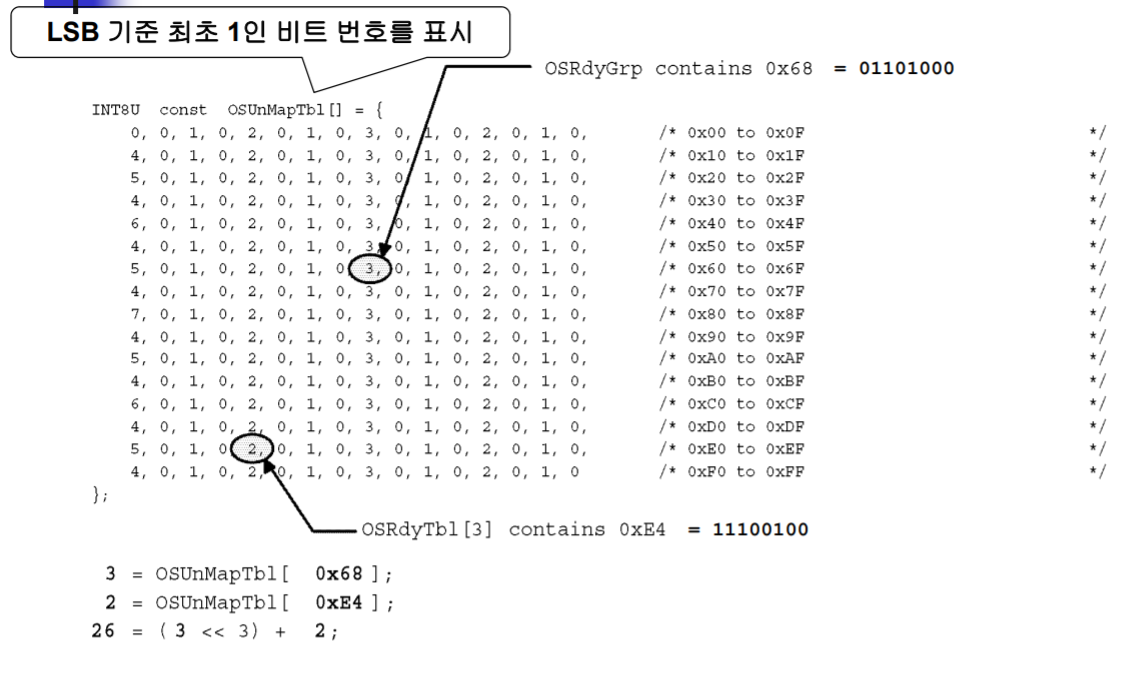 LSB 기준 최초 1인 비트 번호를 표시
OSRdyGrp contains 0x68 = 01101000
INT8U const OSUnMapTbl[] = {
0, 0, 1, 0, 2, 0, 1, 0, 3, 0, 1, 0, 2, 0, 1, 0, /* 0x00 to 0x0F */
4, 0, 1, 0, 2, 0, 1, 0, 3, 0, 1, 0, 2, 0, 1, 0, /* 0x10 to 0x1F */
5, 0, 1, 0, 2, 0, 1, 0, 3, 0, 1, 0, 2, 0, 1, 0, /* 0x20 to 0x2F */
4, 0, 1, 0, 2, 0, 1, 0, 3, 0, 1, 0, 2, 0, 1, 0, /* 0x30 to 0x3F */
6, 0, 1, 0, 2, 0, 1, 0, 3, 0, 1, 0, 2, 0, 1, 0, /* 0x40 to 0x4F */
4, 0, 1, 0, 2, 0, 1, 0, 3, 0, 1, 0, 2, 0, 1, 0, /* 0x50 to 0x5F */
5, 0, 1, 0, 2, 0, 1, 0 3, 0, 1, 0, 2, 0, 1, 0, /* 0x60 to 0x6F */
4, 0, 1, 0, 2, 0, 1, 0, 3, 0, 1, 0, 2, 0, 1, 0, /* 0x70 to 0x7F */
7, 0, 1, 0, 2, 0, 1, 0, 3, 0, 1, 0, 2, 0, 1, 0, /* 0x80 to 0x8F */
4, 0, 1, 0, 2, 0, 1, 0, 3, 0, 1, 0, 2, 0, 1, 0, /* 0x90 to 0x9F */
5, 0, 1, 0, 2, 0, 1, 0, 3, 0, 1, 0, 2, 0, 1, 0, /* 0xA0 to 0xAF */
4, 0, 1, 0, 2, 0, 1, 0, 3, 0, 1, 0, 2, 0, 1, 0, /* 0xB0 to 0xBF */
6, 0, 1, 0, 2, 0, 1, 0, 3, 0, 1, 0, 2, 0, 1, 0, /* 0xC0 to 0xCF */
4, 0, 1, 0, 2, 0, 1, 0, 3, 0, 1, 0, 2, 0, 1, 0, /* 0xD0 to 0xDF */
5, 0, 1, 0 2, 0, 1, 0, 3, 0, 1, 0, 2, 0, 1, 0, /* 0xE0 to 0xEF */
4, 0, 1, 0, 2, 0, 1, 0, 3, 0, 1, 0, 2, 0, 1, 0 /* 0xF0 to 0xFF */
};
OSRdyTbl[3] contains 0xE4 = 11100100
3 = OSUnMapTbl[ 0x68 ];
2 = OSUnMapTbl[ 0xE4 ];
26 = ( 3 << 3) + 2;